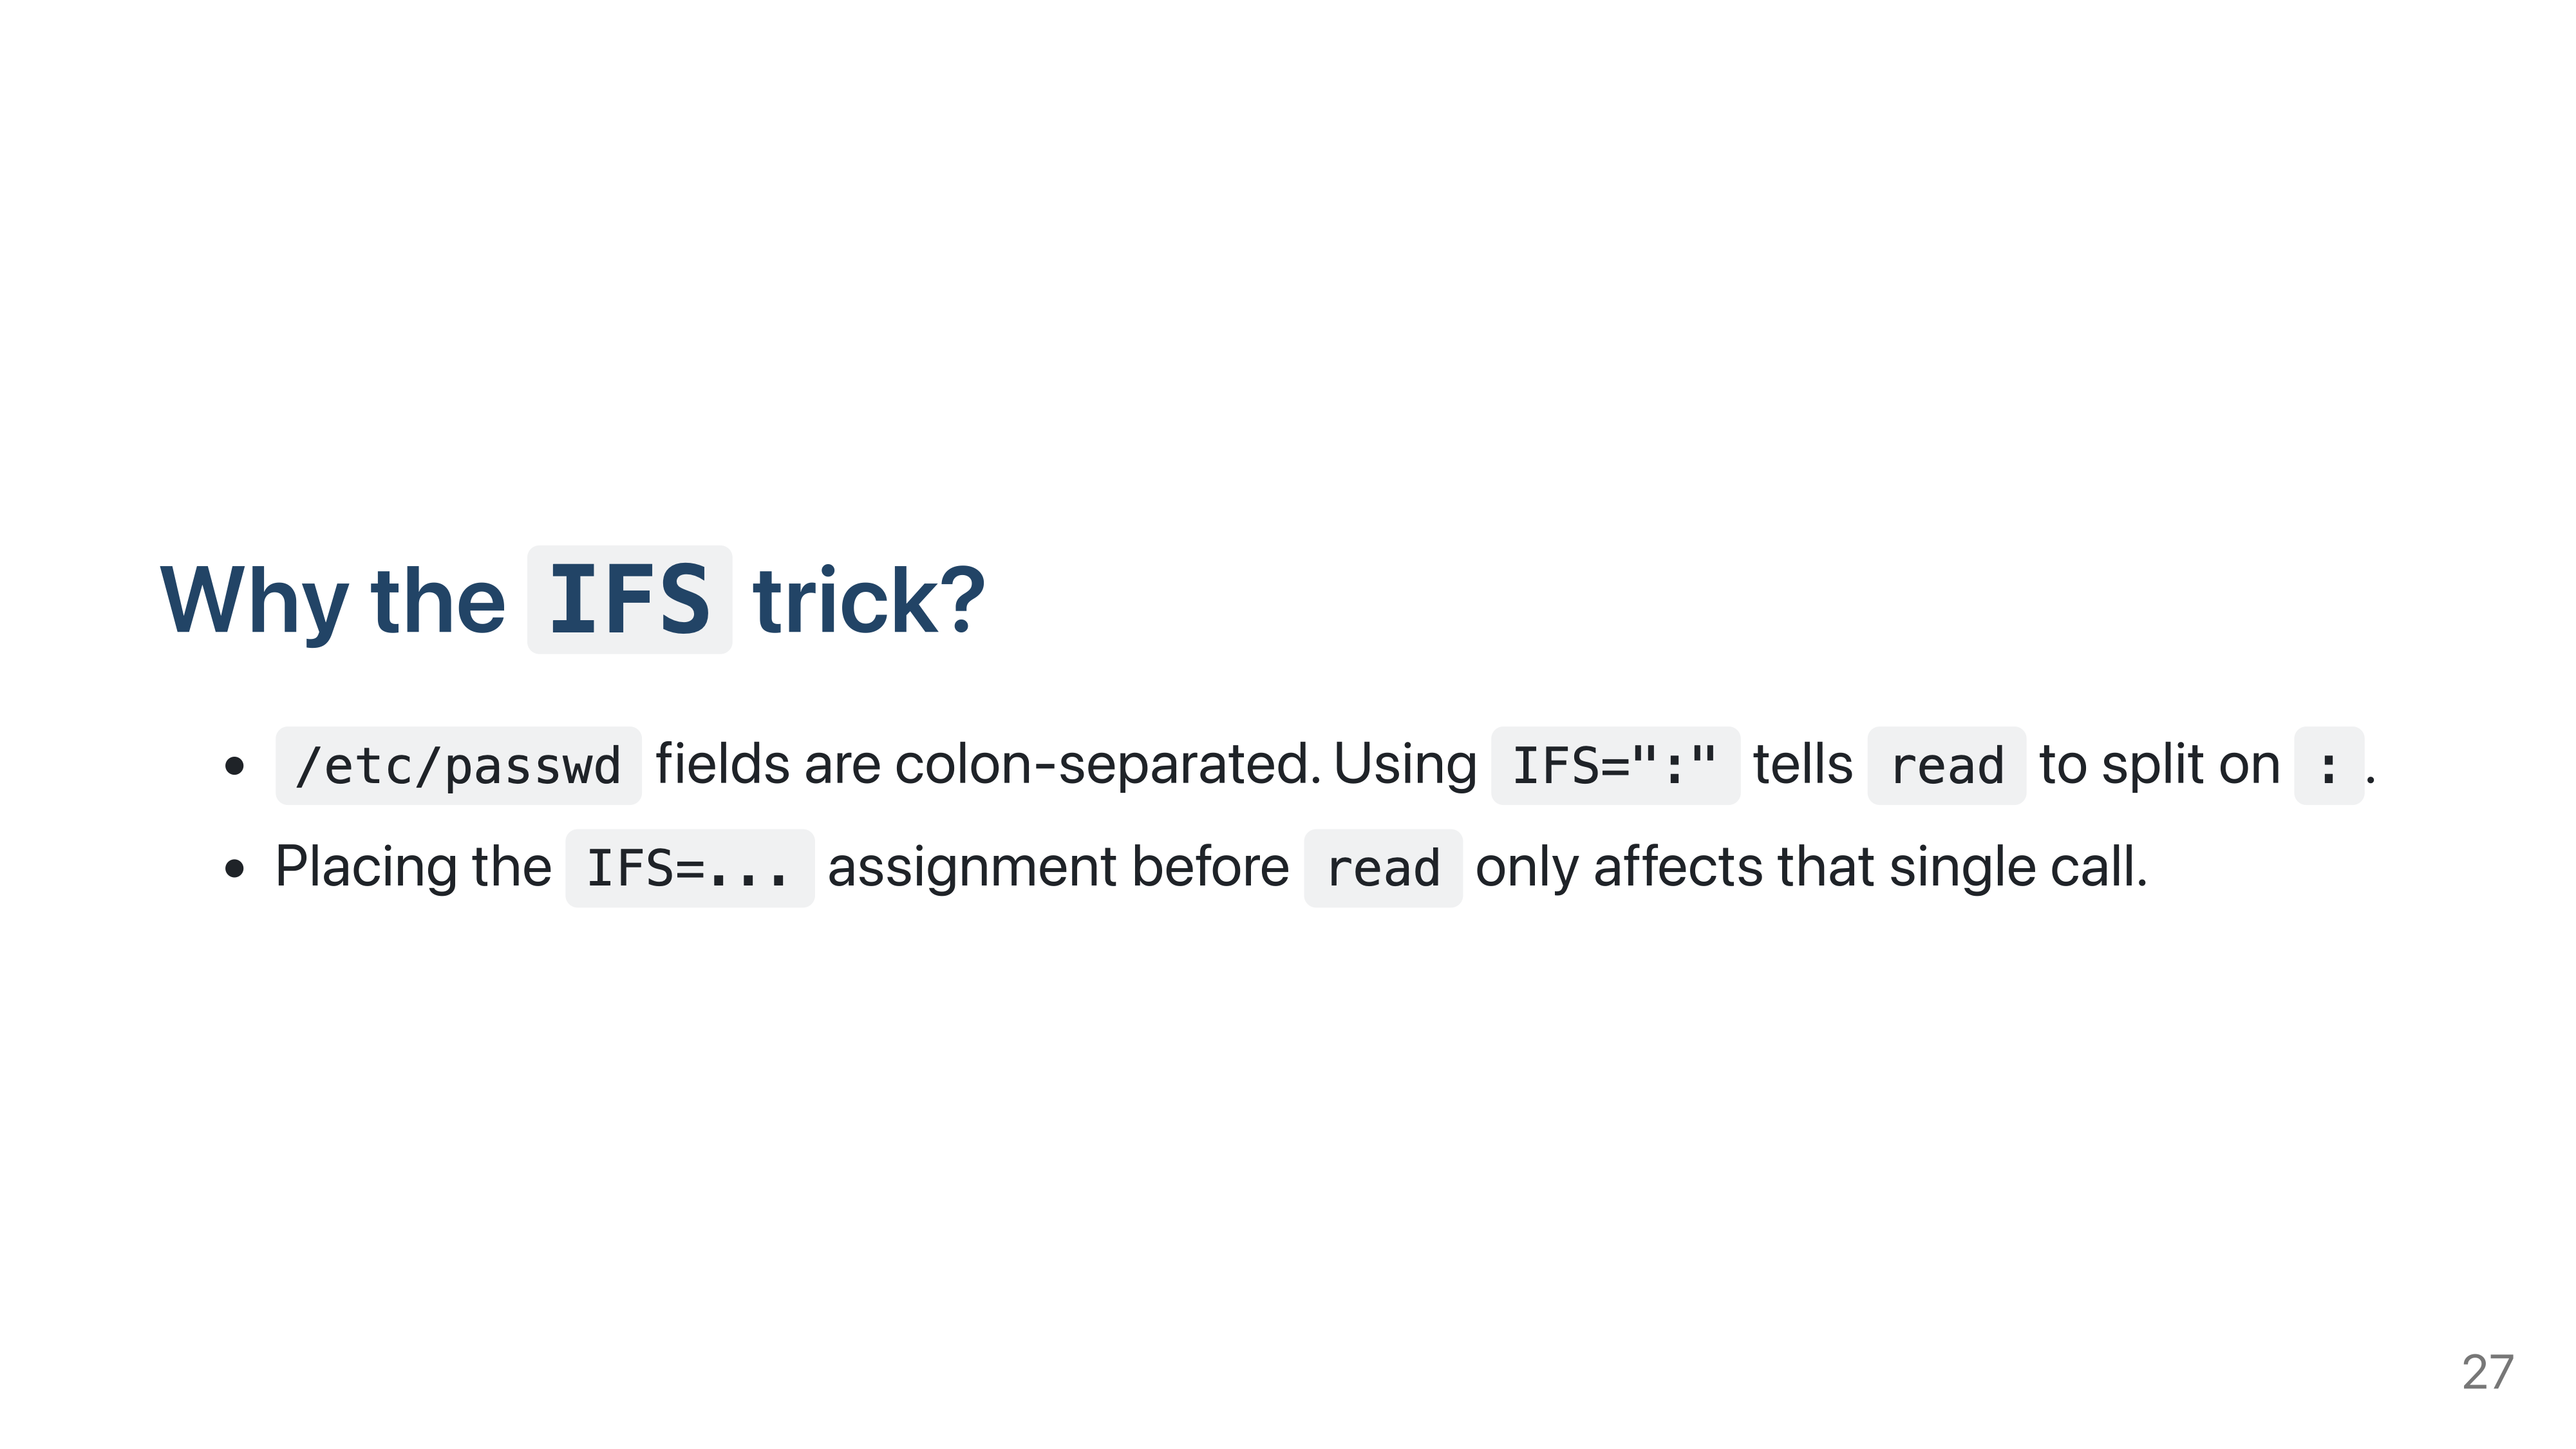 Why the IFS trick?
• /etc/passwd fields are colon-separated. Using IFS=":" tells read to split on : .
• Placing the IFS=... assignment before read only affects that single call.
27